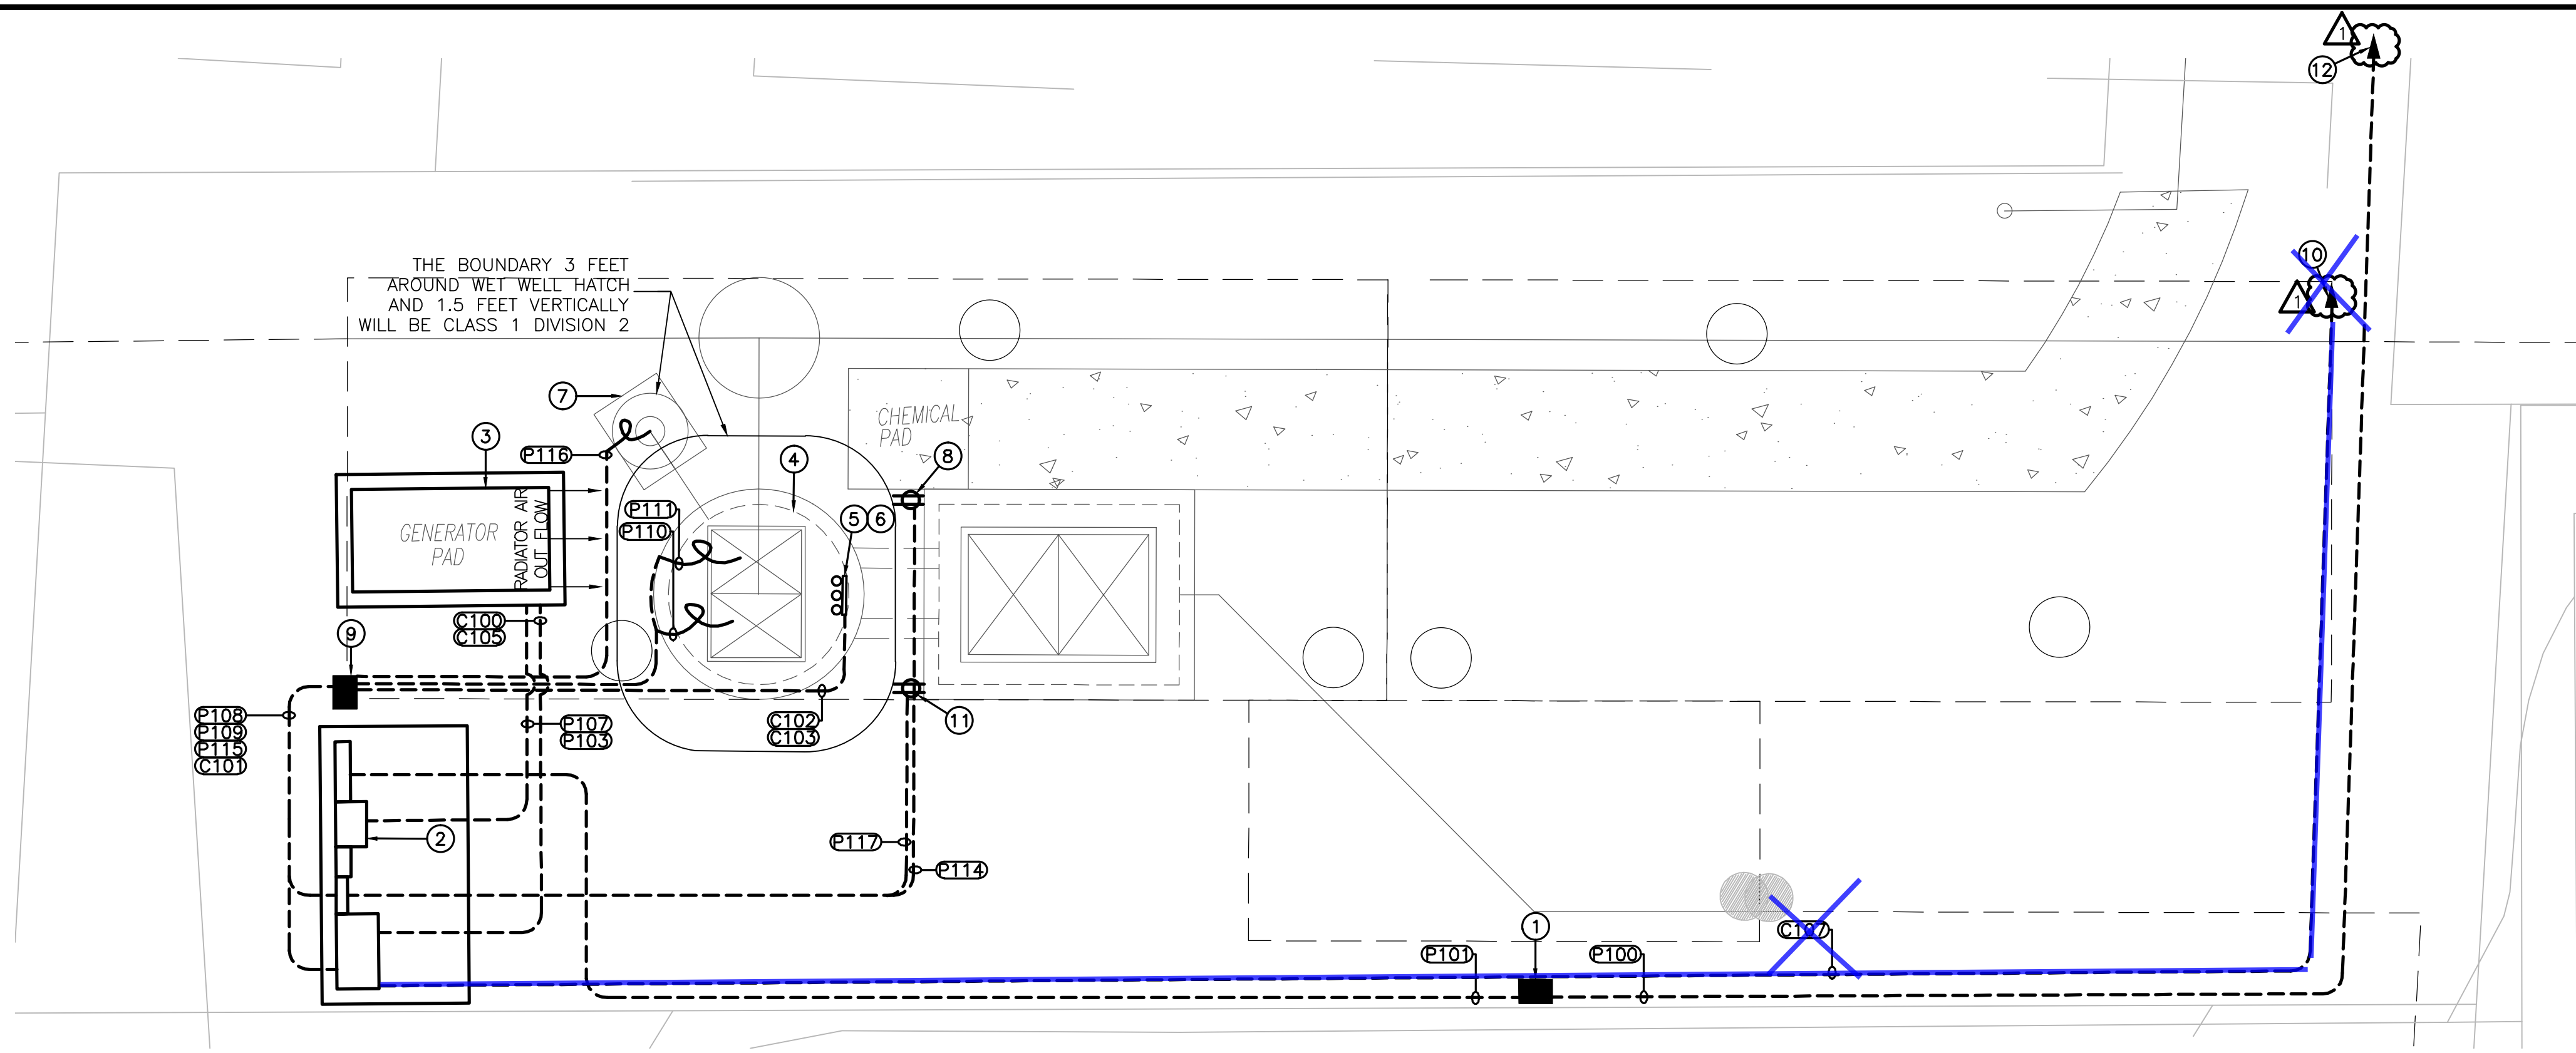 1
12
10
1
THE BOUNDARY 3 FEET
AROUND WET WELL HATCH
AND 1.5 FEET VERTICALLY
WILL BE CLASS 1 DIVISION 2
7
3
P116
4
CHEMICAL
PAD
8
P111
P110
5 6
GENERATOR
PAD
RADIATOR AIR
OUT FLOW
C100
C105
9
P108
P109
P115
C101
P107
P103
C102
C103
11
2
P117
P114
1
P101
P100
C107